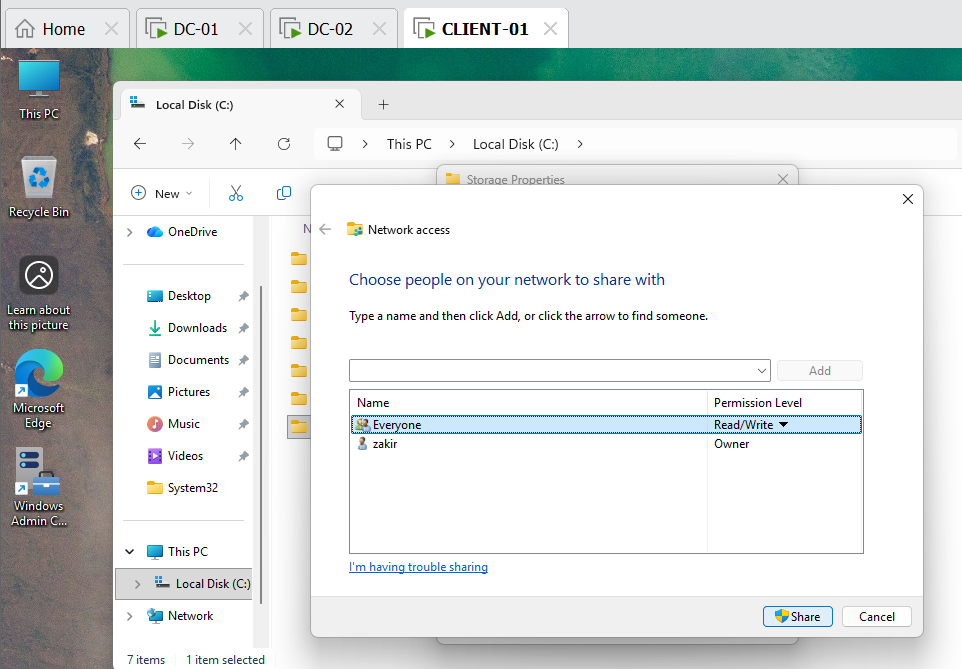 Home
DC-01
DC-02
CLIENT-01
This PC
Recycle Bin
Learn about
this picture
Microsoft
Edge
Windows
Admin C...
Local Disk (C:)
This PC
Local Disk (C:)
New
Storage Properties
OneDrive
N
Desktop
Downloads
Documents
Pictures
Music
Videos
System32
This PC
Local Disk (C:)
Network
7 items
1 item selected
Network access
Choose people on your network to share with
Type a name and then click Add, or click the arrow to find someone.
Add
Name
Permission Level
Everyone
Read/Write
zakir
Owner
I'm having trouble sharing
Share
Cancel